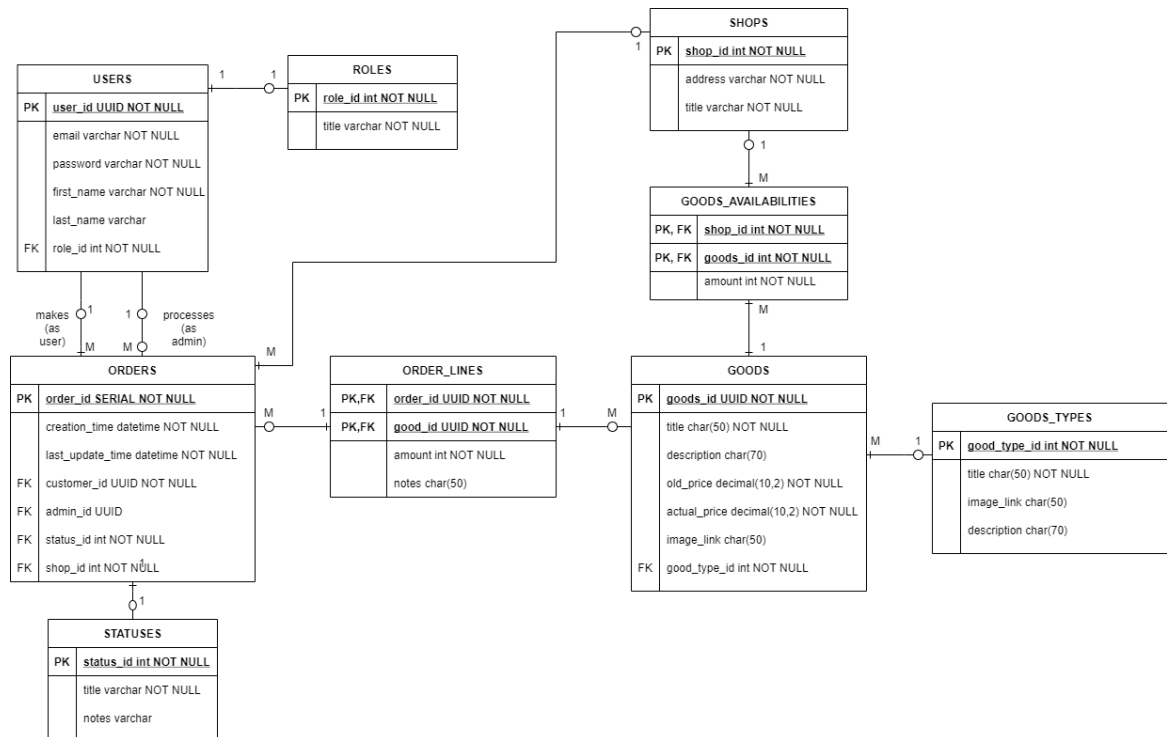 SHOPS
PK shop_id int NOT NULL
address varchar NOT NULL
title varchar NOT NULL
1
USERS
PK user_id UUID NOT NULL
email varchar NOT NULL
password varchar NOT NULL
first_name varchar NOT NULL
last_name varchar
FK role_id int NOT NULL
1 1
ROLES
PK role_id int NOT NULL
title varchar NOT NULL
1
M
GOODS_AVAILABILITIES
PK, FK shop_id int NOT NULL
PK, FK goods_id int NOT NULL
amount int NOT NULL
M
1
makes
(as
user)
1
M
1
M
processes
(as
admin)
M
ORDERS
PK order_id SERIAL NOT NULL
creation_time datetime NOT NULL
last_update_time datetime NOT NULL
FK customer_id UUID NOT NULL
FK admin_id UUID
FK status_id int NOT NULL
FK shop_id int NOT NULL
M 1
ORDER_LINES
PK,FK order_id UUID NOT NULL
PK,FK good_id UUID NOT NULL
amount int NOT NULL
notes char(50)
1 M
GOODS
PK goods_id UUID NOT NULL
title char(50) NOT NULL
description char(70)
old_price decimal(10,2) NOT NULL
actual_price decimal(10,2) NOT NULL
image_link char(50)
FK good_type_id int NOT NULL
M 1
GOODS_TYPES
PK good_type_id int NOT NULL
title char(50) NOT NULL
image_link char(50)
description char(70)
1
1
STATUSES
PK status_id int NOT NULL
title varchar NOT NULL
notes varchar